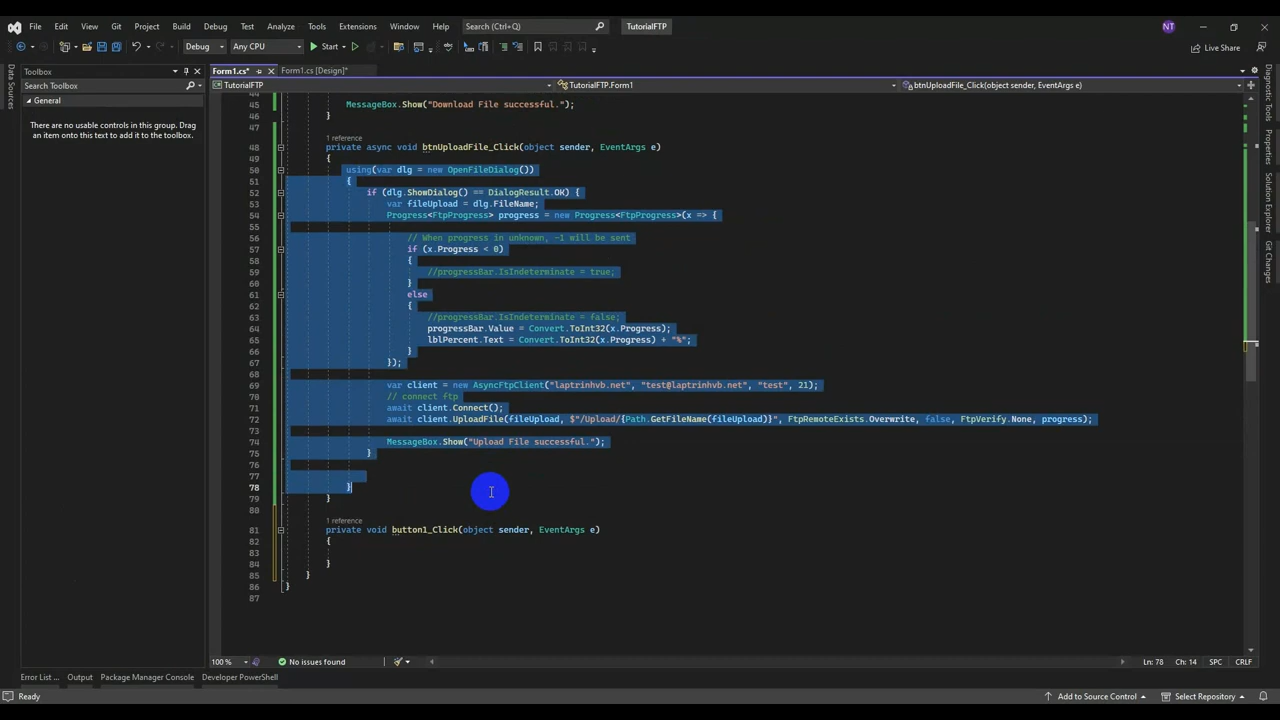 File Edit View Git Project Build Debug Test Analyze Tools Extensions Window Help Search (Ctrl+Q) TutorialFTP NT
Debug Any CPU Start Live Share
Data Sources
Toolbox
Search Toolbox
General
There are no usable controls in this group. Drag
an item onto this text to add it to the toolbox.
Form1.cs* Form1.cs [Design]*
TutorialFTP TutorialFTP.Form1 btnUploadFile_Click(object sender, EventArgs e)
44
45 MessageBox.Show("Download File successful.");
46 }
47
1 reference
48 private async void btnUploadFile_Click(object sender, EventArgs e)
49 {
50 using(var dlg = new OpenFileDialog())
51 {
52 if (dlg.ShowDialog() == DialogResult.OK) {
53 var fileUpload = dlg.FileName;
54 Progress<FtpProgress> progress = new Progress<FtpProgress>(x => {
55
56 // When progress in unknown, -1 will be sent
57 if (x.Progress < 0)
58 {
59 //progressBar.IsIndeterminate = true;
60 }
61 else
62 {
63 //progressBar.IsIndeterminate = false;
64 progressBar.Value = Convert.ToInt32(x.Progress);
65 lblPercent.Text = Convert.ToInt32(x.Progress) + "%";
66 }
67 });
68
69 var client = new AsyncFtpClient("laptrinhvb.net", "test@laptrinhvb.net", "test", 21);
70 // connect ftp
71 await client.Connect();
72 await client.UploadFile(fileUpload, $"/Upload/{Path.GetFileName(fileUpload)}", FtpRemoteExists.Overwrite, false, FtpVerify.None, progress);
73
74 MessageBox.Show("Upload File successful.");
75 }
76
77
78 }
79 }
80
1 reference
81 private void button1_Click(object sender, EventArgs e)
82 {
83
84 }
85 }
86 }
87
Diagnostic Tools
Properties
Solution Explorer
Git Changes
100 % No issues found Ln: 78 Ch: 14 SPC CRLF
Error List ... Output Package Manager Console Developer PowerShell
Ready Add to Source Control Select Repository